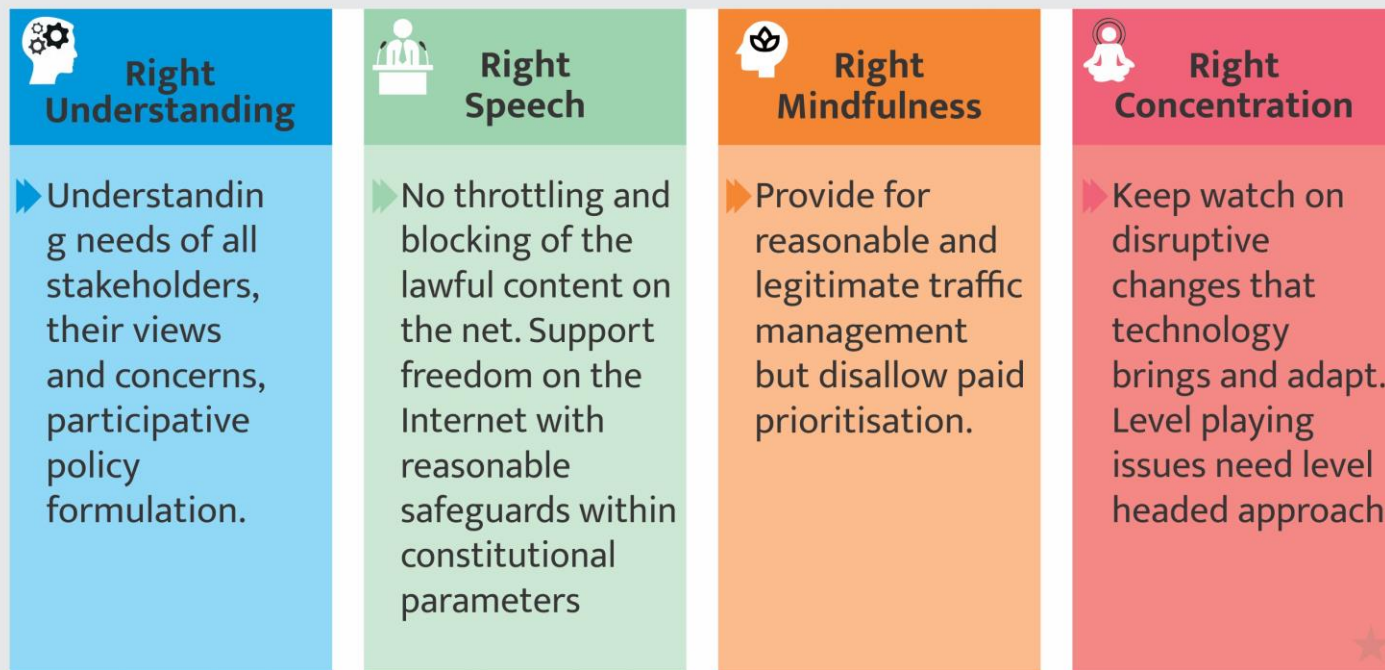 Right
Understanding
Understandin
g needs of all
stakeholders,
their views
and concerns,
participative
policy
formulation.
Right
Speech
No throttling and
blocking of the
lawful content on
the net. Support
freedom on the
Internet with
reasonable
safeguards within
constitutional
parameters
Right
Mindfulness
Provide for
reasonable and
legitimate traffic
management
but disallow paid
prioritisation.
Right
Concentration
Keep watch on
disruptive
changes that
technology
brings and adapt.
Level playing
issues need level
headed approach